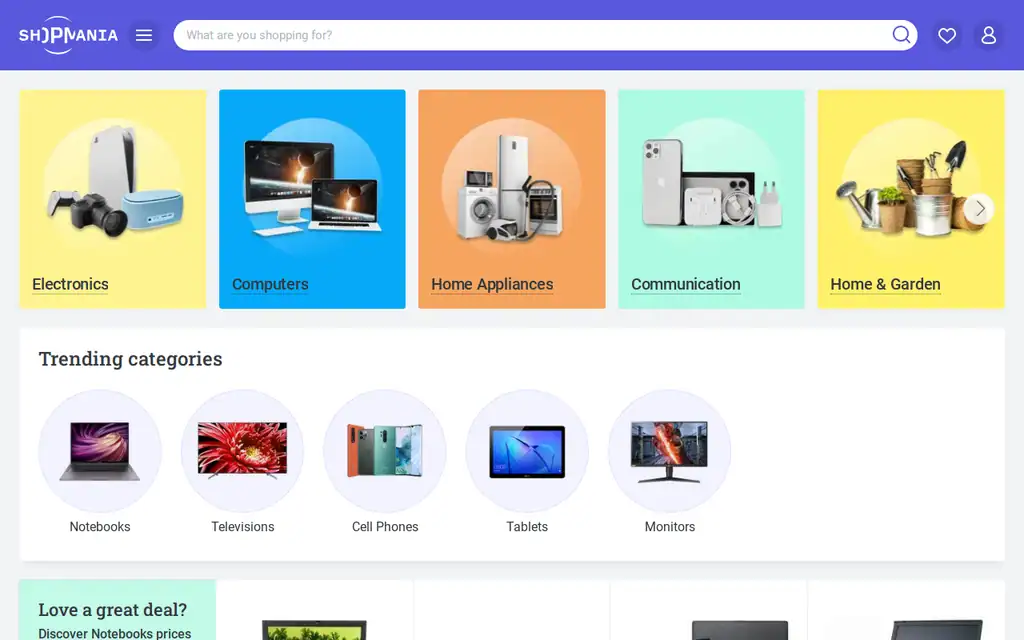 SHOPMANIA
What are you shopping for?
Electronics
Computers
Home Appliances
Communication
Home & Garden
Trending categories
Notebooks
Televisions
Cell Phones
Tablets
Monitors
Love a great deal?
Discover Notebooks prices